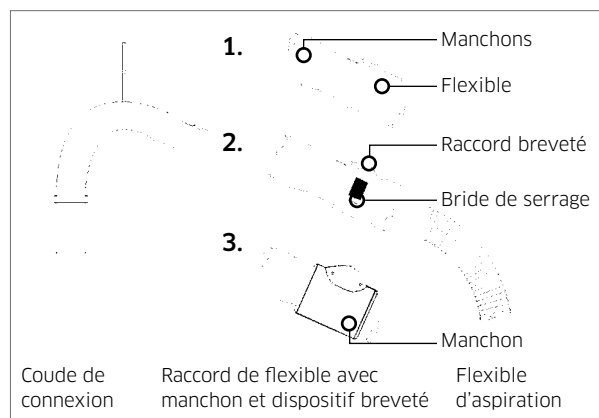 1.
Manchons
Flexible
2.
Raccord breveté
Bride de serrage
3.
Manchon
Coude de
connexion
Raccord de flexible avec
manchon et dispositif breveté
Flexible
d'aspiration